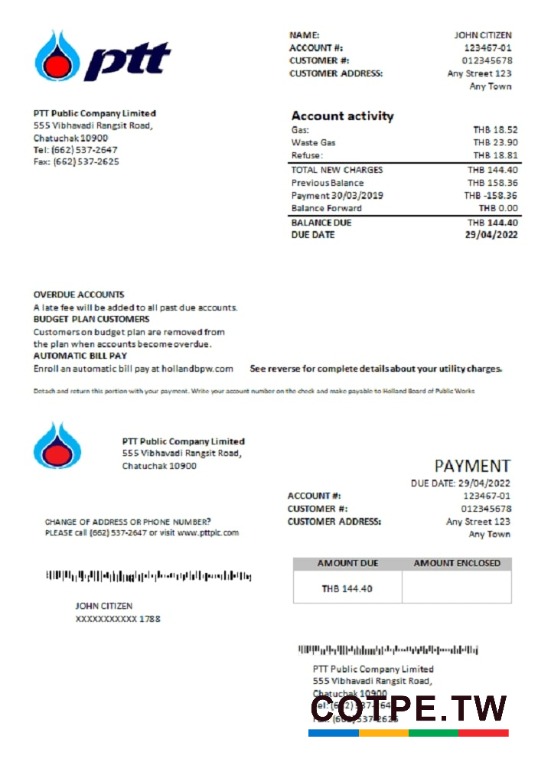 ptt
NAME: JOHN CITIZEN
ACCOUNT #: 123467-01
CUSTOMER #: 012345678
CUSTOMER ADDRESS: Any Street 123
Any Town
PTT Public Company Limited
555 Vibhavadi Rangsit Road,
Chatuchak 10900
Tel: (662) 537-2647
Fax: (662) 537-2625
Account activity
Gas: THB 18.52
Waste Gas THB 23.90
Refuse: THB 18.81
TOTAL NEW CHARGES THB 144.40
Previous Balance THB 158.36
Payment 30/03/2019 THB -158.36
Balance Forward THB 0.00
BALANCE DUE THB 144.40
DUE DATE 29/04/2022
OVERDUE ACCOUNTS
A late fee will be added to all past due accounts.
BUDGET PLAN CUSTOMERS
Customers on budget plan are removed from
the plan when accounts become overdue.
AUTOMATIC BILL PAY
Enroll an automatic bill pay at hollandbpw.com See reverse for complete details about your utility charges.
Detach and return this portion with your payment. Write your account number on the check and make payable to Holland Board of Public Works
PTT Public Company Limited
555 Vibhavadi Rangsit Road,
Chatuchak 10900
PAYMENT
DUE DATE: 29/04/2022
ACCOUNT #: 123467-01
CUSTOMER #: 012345678
CUSTOMER ADDRESS: Any Street 123
Any Town
CHANGE OF ADDRESS OR PHONE NUMBER?
PLEASE call (662) 537-2647 or visit www.pttplc.com
AMOUNT DUE AMOUNT ENCLOSED
THB 144.40
JOHN CITIZEN
XXXXXXXXXXX 1788
PTT Public Company Limited
555 Vibhavadi Rangsit Road,
Chatuchak 10900
COTPE.TW